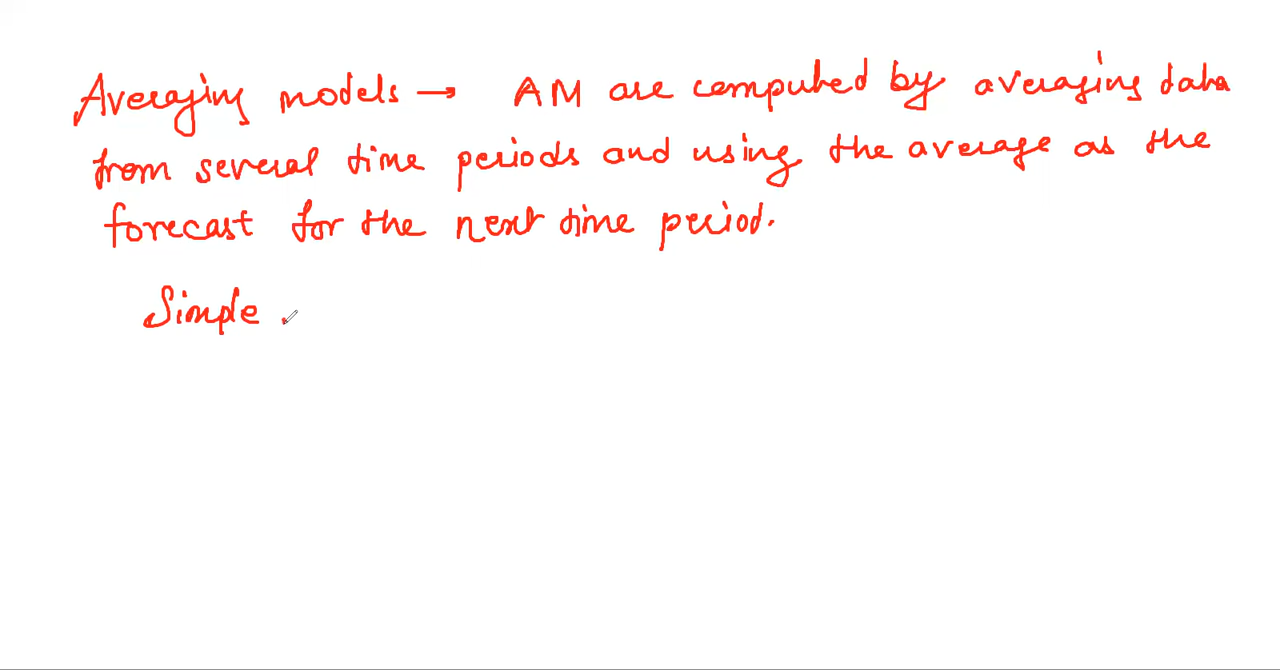 Averaging models → AM are computed by averaging data
from several time periods and using the average as the
forecast for the next time period.
Simple